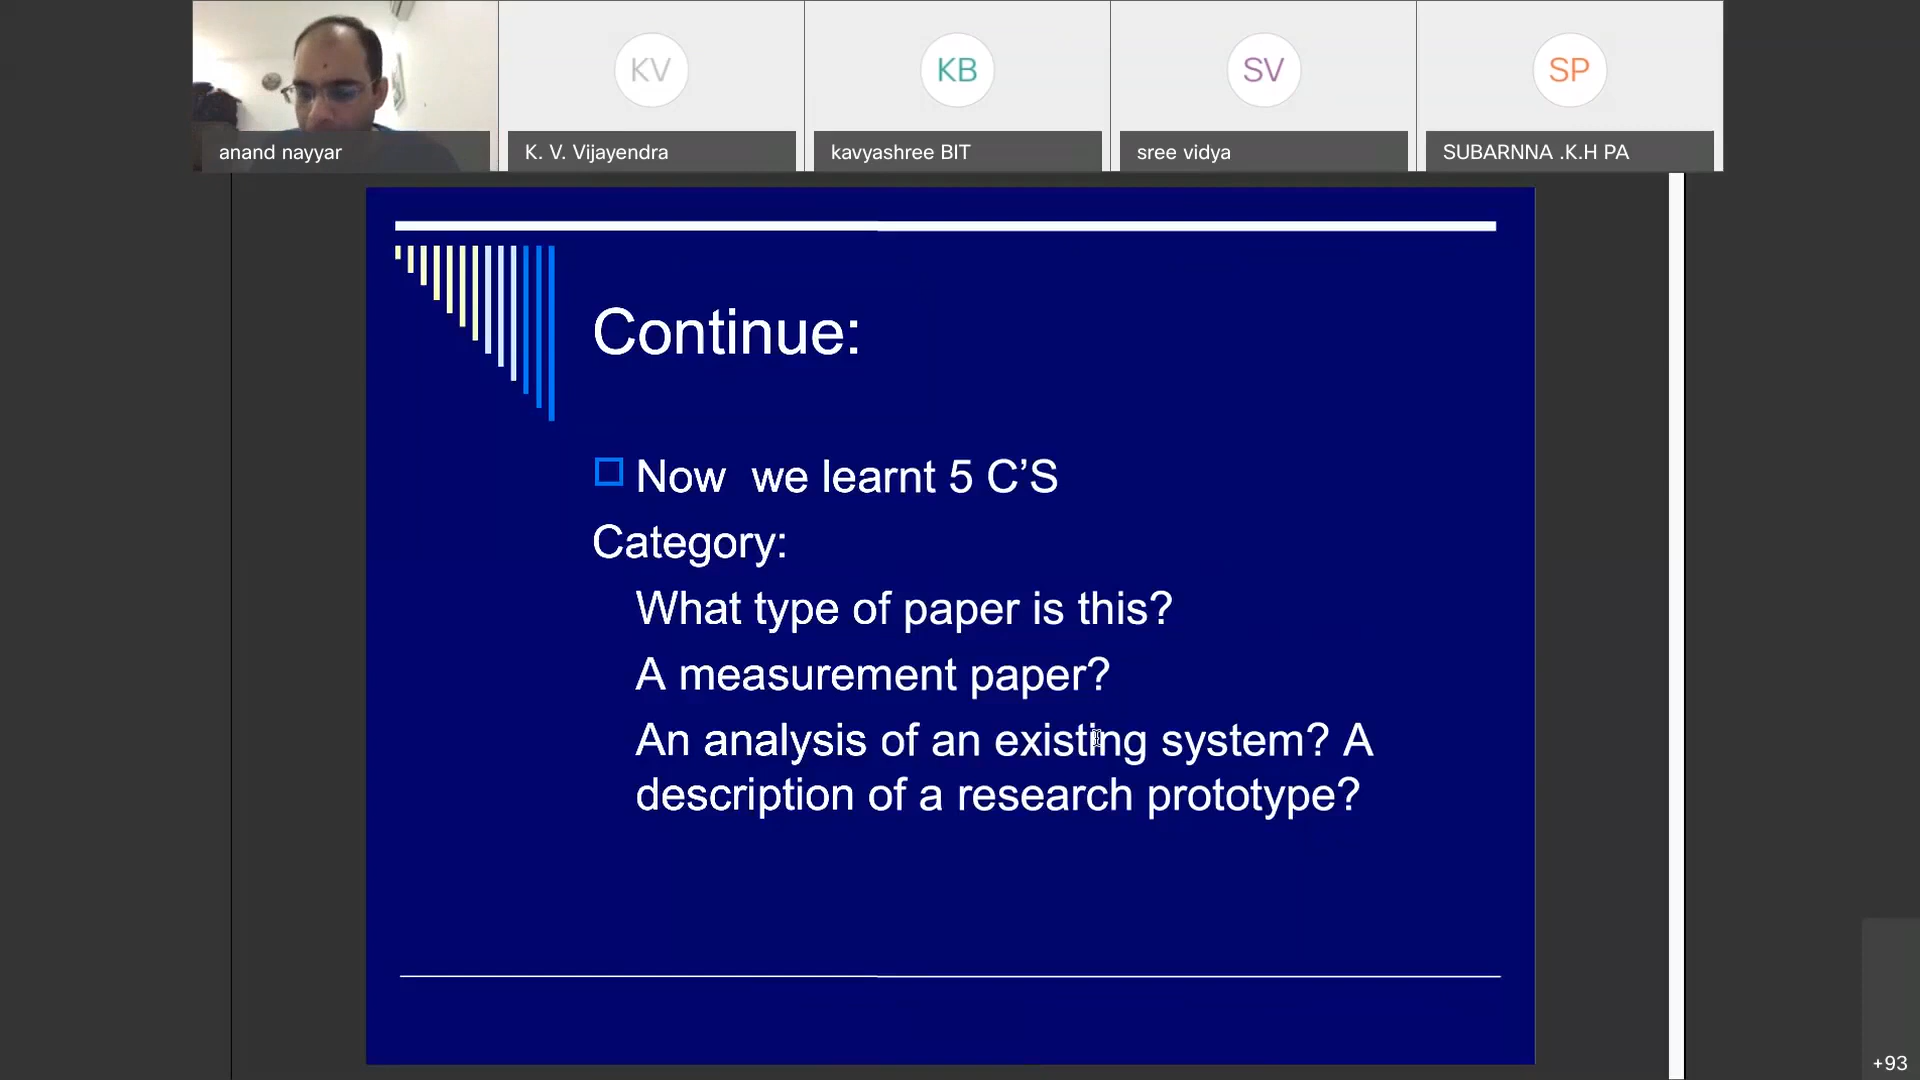 KV
KB
SV
SP
anand nayyar
K. V. Vijayendra
kavyashree BIT
sree vidya
SUBARNNA .K.H PA
Continue:
Now  we learnt 5 C’S
Category:
What type of paper is this?
A measurement paper?
An analysis of an existing system? A
description of a research prototype?
+93